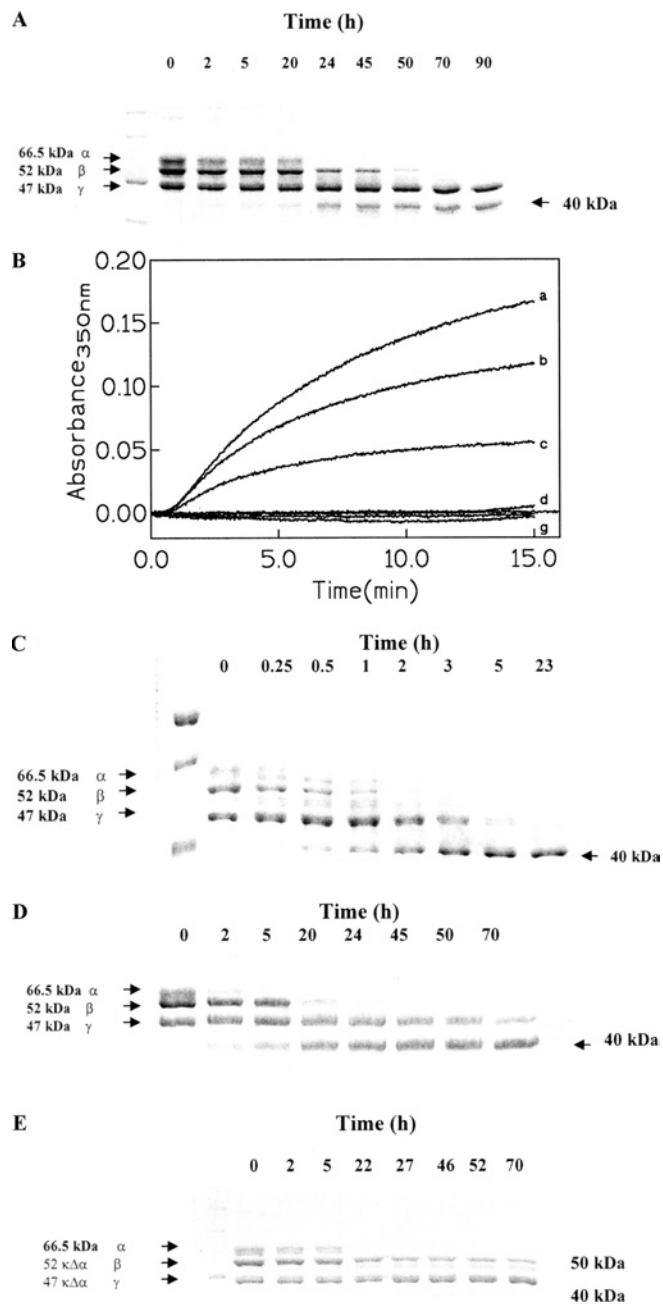 A
Time (h)
0 2 5 20 24 45 50 70 90
66.5 kDa α
52 kDa β
47 kDa γ
40 kDa
B
0.20
0.15
0.10
0.05
0.00
Absorbance350nm
a
b
c
d
g
0.0 5.0 10.0 15.0
Time(min)
C
Time (h)
0 0.25 0.5 1 2 3 5 23
66.5 kDa α
52 kDa β
47 kDa γ
40 kDa
D
Time (h)
0 2 5 20 24 45 50 70
66.5 kDa α
52 kDa β
47 kDa γ
40 kDa
E
Time (h)
0 2 5 22 27 46 52 70
66.5 kDa α
52 κΔα β
47 κΔα γ
50 kDa
40 kDa